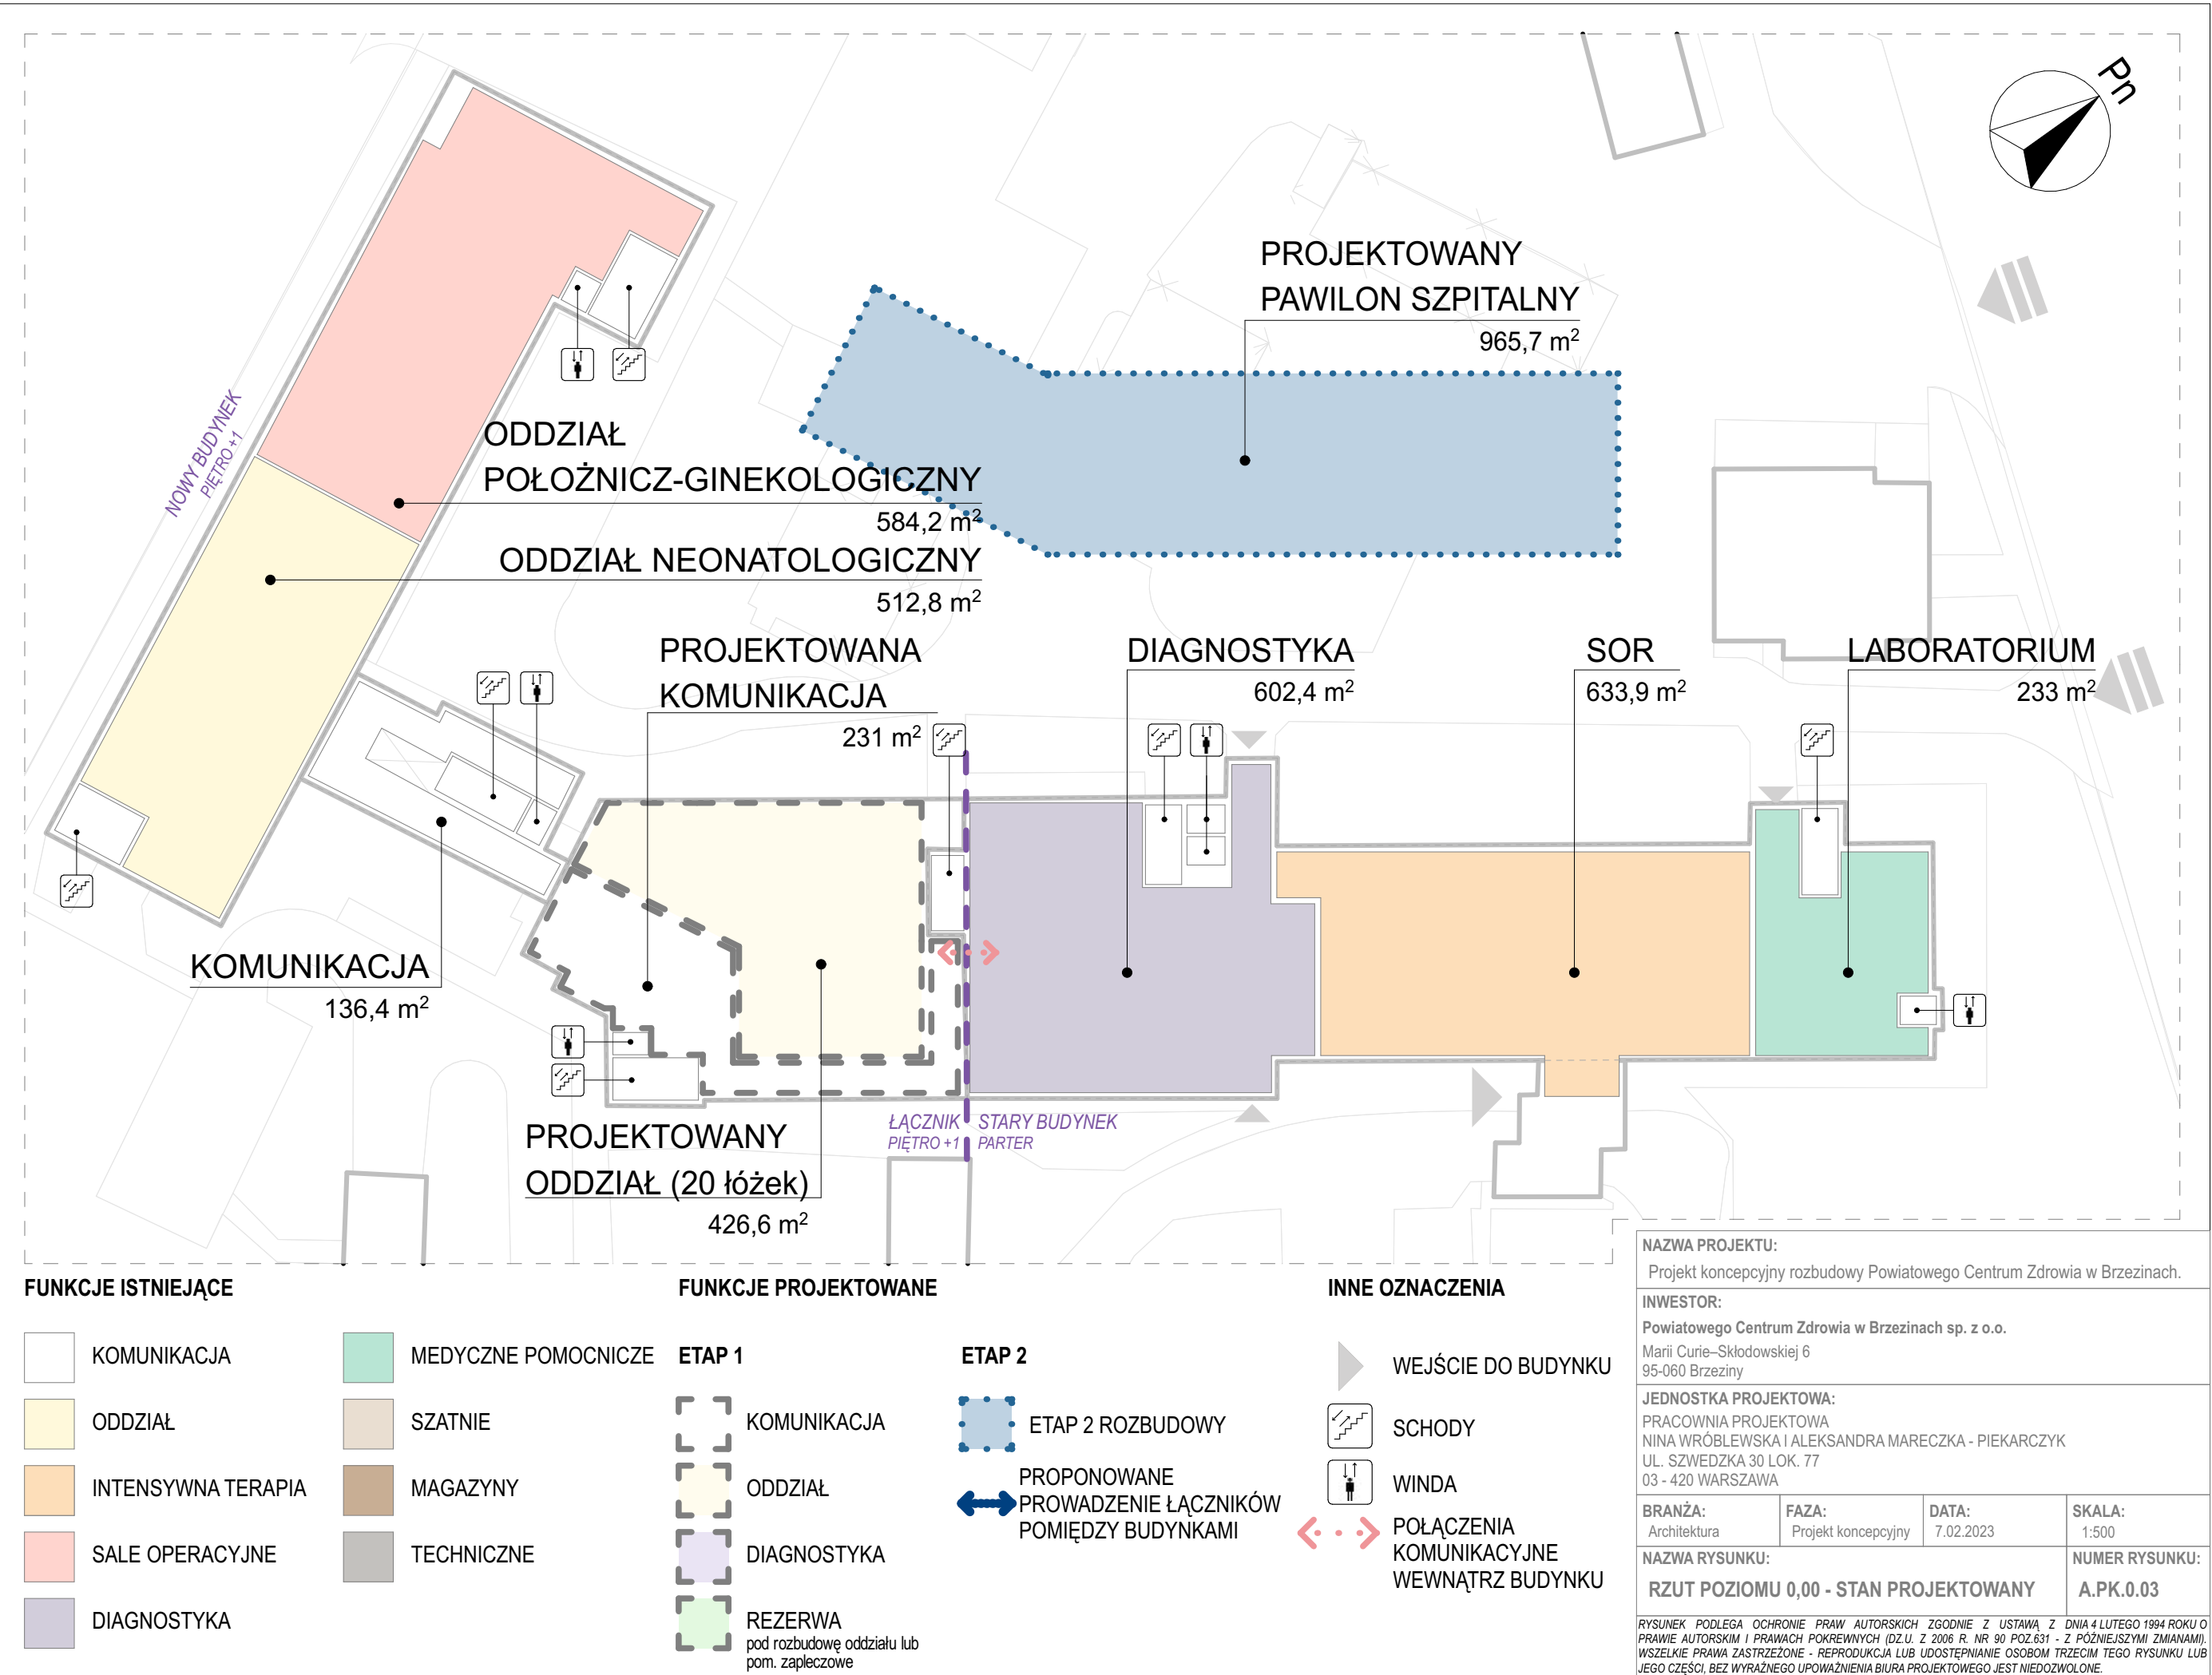 Pn
PROJEKTOWANY
PAWILON SZPITALNY
965,7 m²
NOWY BUDYNEK
PIĘTRO +1
ODDZIAŁ
POŁOŻNICZ-GINEKOLOGICZNY
584,2 m²
ODDZIAŁ NEONATOLOGICZNY
512,8 m²
PROJEKTOWANA
KOMUNIKACJA
231 m²
DIAGNOSTYKA
602,4 m²
SOR
633,9 m²
LABORATORIUM
233 m²
KOMUNIKACJA
136,4 m²
ŁĄCZNIK
PIĘTRO +1
STARY BUDYNEK
PARTER
PROJEKTOWANY
ODDZIAŁ (20 łóżek)
426,6 m²
FUNKCJE ISTNIEJĄCE
KOMUNIKACJA
ODDZIAŁ
INTENSYWNA TERAPIA
SALE OPERACYJNE
DIAGNOSTYKA
MEDYCZNE POMOCNICZE
SZATNIE
MAGAZYNY
TECHNICZNE
FUNKCJE PROJEKTOWANE
ETAP 1
KOMUNIKACJA
ODDZIAŁ
DIAGNOSTYKA
REZERWA
pod rozbudowę oddziału lub
pom. zapleczowe
ETAP 2
ETAP 2 ROZBUDOWY
PROPONOWANE
PROWADZENIE ŁĄCZNIKÓW
POMIĘDZY BUDYNKAMI
INNE OZNACZENIA
WEJŚCIE DO BUDYNKU
SCHODY
WINDA
POŁĄCZENIA
KOMUNIKACYJNE
WEWNĄTRZ BUDYNKU
NAZWA PROJEKTU:
Projekt koncepcyjny rozbudowy Powiatowego Centrum Zdrowia w Brzezinach.
INWESTOR:
Powiatowego Centrum Zdrowia w Brzezinach sp. z o.o.
Marii Curie–Skłodowskiej 6
95-060 Brzeziny
JEDNOSTKA PROJEKTOWA:
PRACOWNIA PROJEKTOWA
NINA WRÓBLEWSKA I ALEKSANDRA MARECZKA - PIEKARCZYK
UL. SZWEDZKA 30 LOK. 77
03 - 420 WARSZAWA
BRANŻA:
Architektura
FAZA:
Projekt koncepcyjny
DATA:
7.02.2023
SKALA:
1:500
NAZWA RYSUNKU:
RZUT POZIOMU 0,00 - STAN PROJEKTOWANY
NUMER RYSUNKU:
A.PK.0.03
RYSUNEK PODLEGA OCHRONIE PRAW AUTORSKICH ZGODNIE Z USTAWĄ Z DNIA 4 LUTEGO 1994 ROKU O
PRAWIE AUTORSKIM I PRAWACH POKREWNYCH (DZ.U. Z 2006 R. NR 90 POZ.631 - Z PÓŹNIEJSZYMI ZMIANAMI).
WSZELKIE PRAWA ZASTRZEŻONE - REPRODUKCJA LUB UDOSTĘPNIANIE OSOBOM TRZECIM TEGO RYSUNKU LUB
JEGO CZĘŚCI, BEZ WYRAŹNEGO UPOWAŻNIENIA BIURA PROJEKTOWEGO JEST NIEDOZWOLONE.